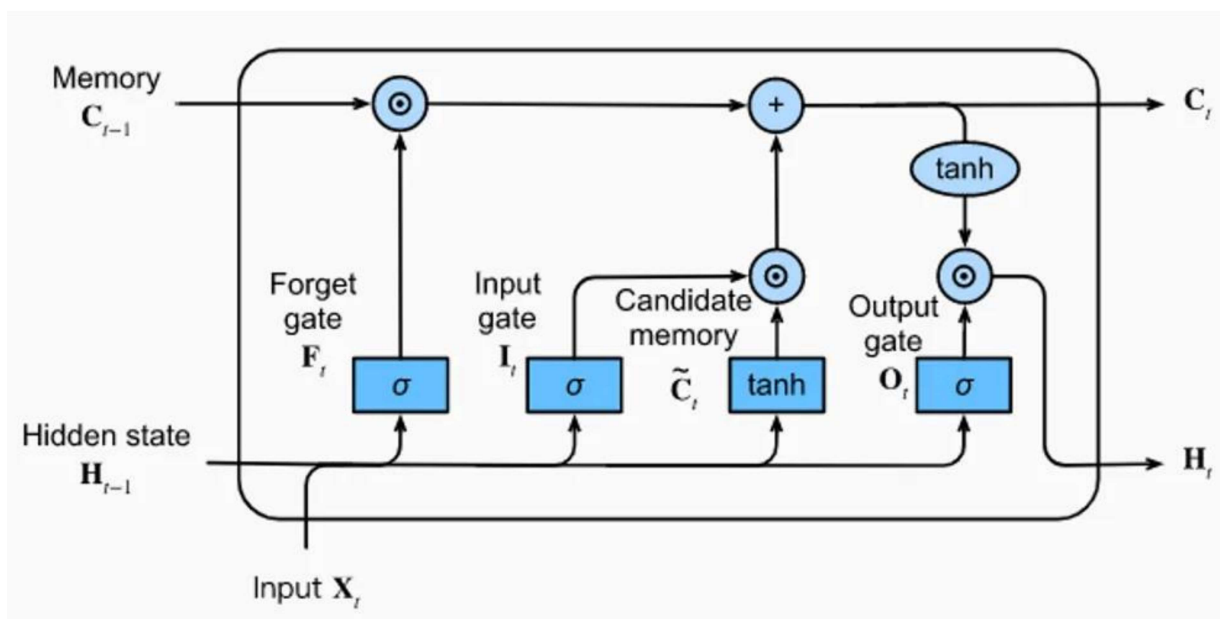 Memory
C_{t-1}
⊙
+
C_t
tanh
⊙
⊙
Forget
gate
F_t
Input
gate
I_t
Candidate
memory
C̃_t
Output
gate
O_t
σ
σ
tanh
σ
Hidden state
H_{t-1}
H_t
Input X_t